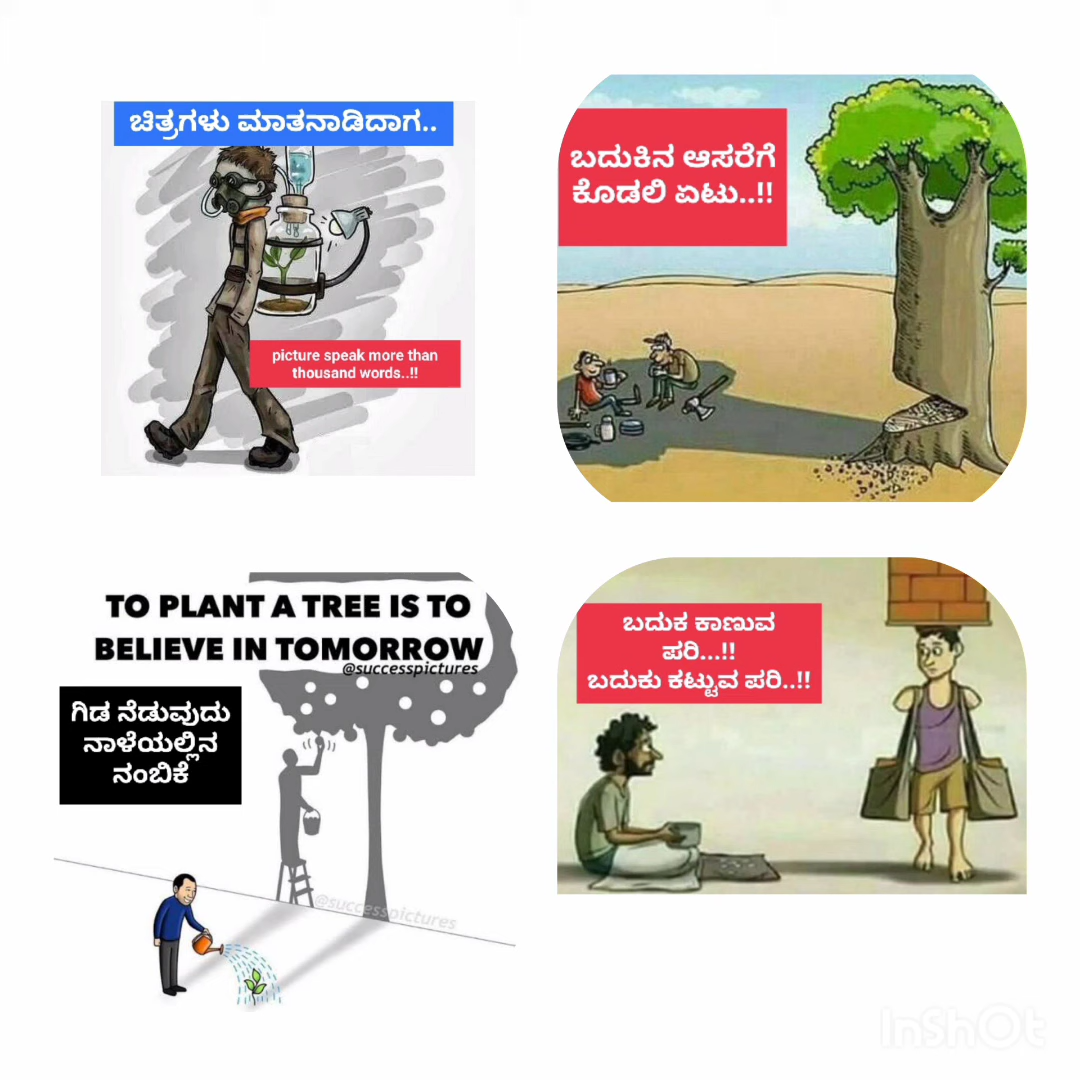 ಚಿತ್ರಗಳು ಮಾತನಾಡಿದಾಗ..
picture speak more than
thousand words..!!
ಬದುಕಿನ ಆಸರೆಗೆ
ಕೊಡಲಿ ಏಟು..!!
TO PLANT A TREE IS TO
BELIEVE IN TOMORROW
@successpictures
ಗಿಡ ನೆಡುವುದು
ನಾಳೆಯಲ್ಲಿನ
ನಂಬಿಕೆ
@successpictures
ಬದುಕ ಕಾಣುವ
ಪರಿ...!!
ಬದುಕು ಕಟ್ಟುವ ಪರಿ..!!
InShOt